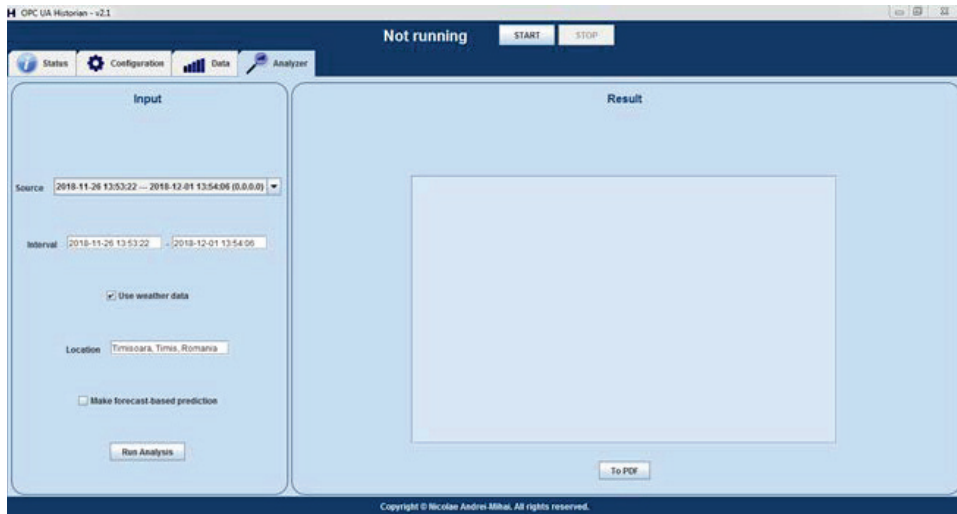 H OPC UA Historian - v2.1
Not running START STOP
Status Configuration Data Analyzer
Input
Source 2018-11-26 13:53:22 --- 2018-12-01 13:54:06 (0.0.0.0)
Interval 2018-11-26 13:53:22 - 2018-12-01 13:54:06
Use weather data
Location Timisoara, Timis, Romania
Make forecast-based prediction
Run Analysis
Result
To PDF
Copyright © Nicolae Andrei-Mihai. All rights reserved.